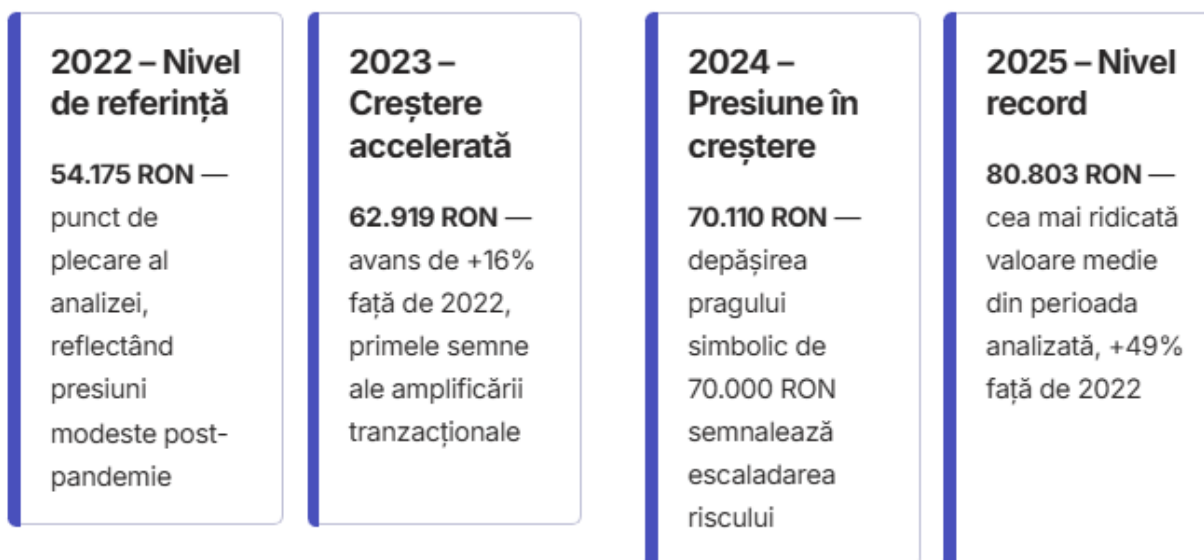 2022 – Nivel
de referință
54.175 RON —
punct de
plecare al
analizei,
reflectând
presiuni
modeste post-
pandemie
2023 –
Creștere
accelerată
62.919 RON —
avans de +16%
față de 2022,
primele semne
ale amplificării
tranzacționale
2024 –
Presiune în
creștere
70.110 RON —
depășirea
pragului
simbolic de
70.000 RON
semnalează
escaladarea
riscului
2025 – Nivel
record
80.803 RON —
cea mai ridicată
valoare medie
din perioada
analizată, +49%
față de 2022